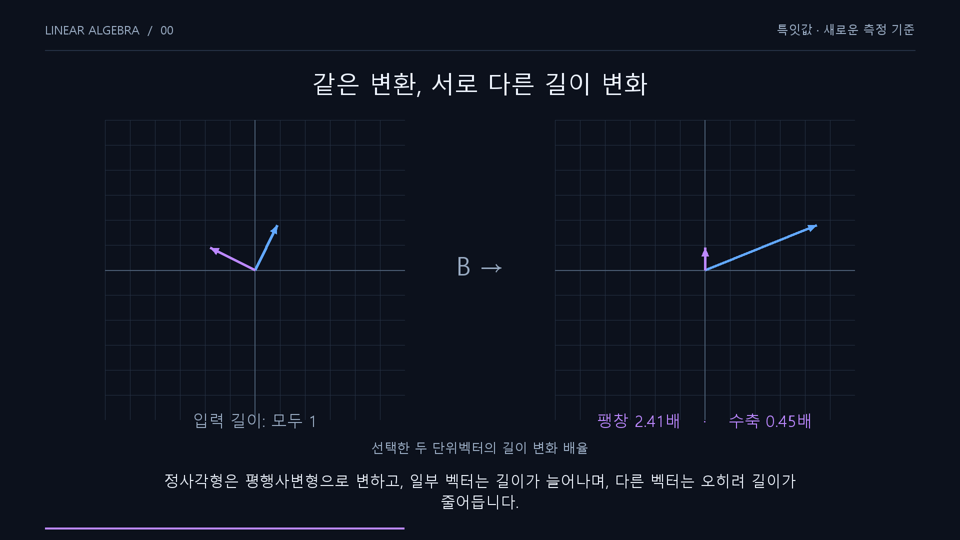 LINEAR ALGEBRA / 00
특잇값 · 새로운 측정 기준
같은 변환, 서로 다른 길이 변화
B →
입력 길이: 모두 1
팽창 2.41배 · 수축 0.45배
선택한 두 단위벡터의 길이 변화 배율
정사각형은 평행사변형으로 변하고, 일부 벡터는 길이가 늘어나며, 다른 벡터는 오히려 길이가
줄어듭니다.